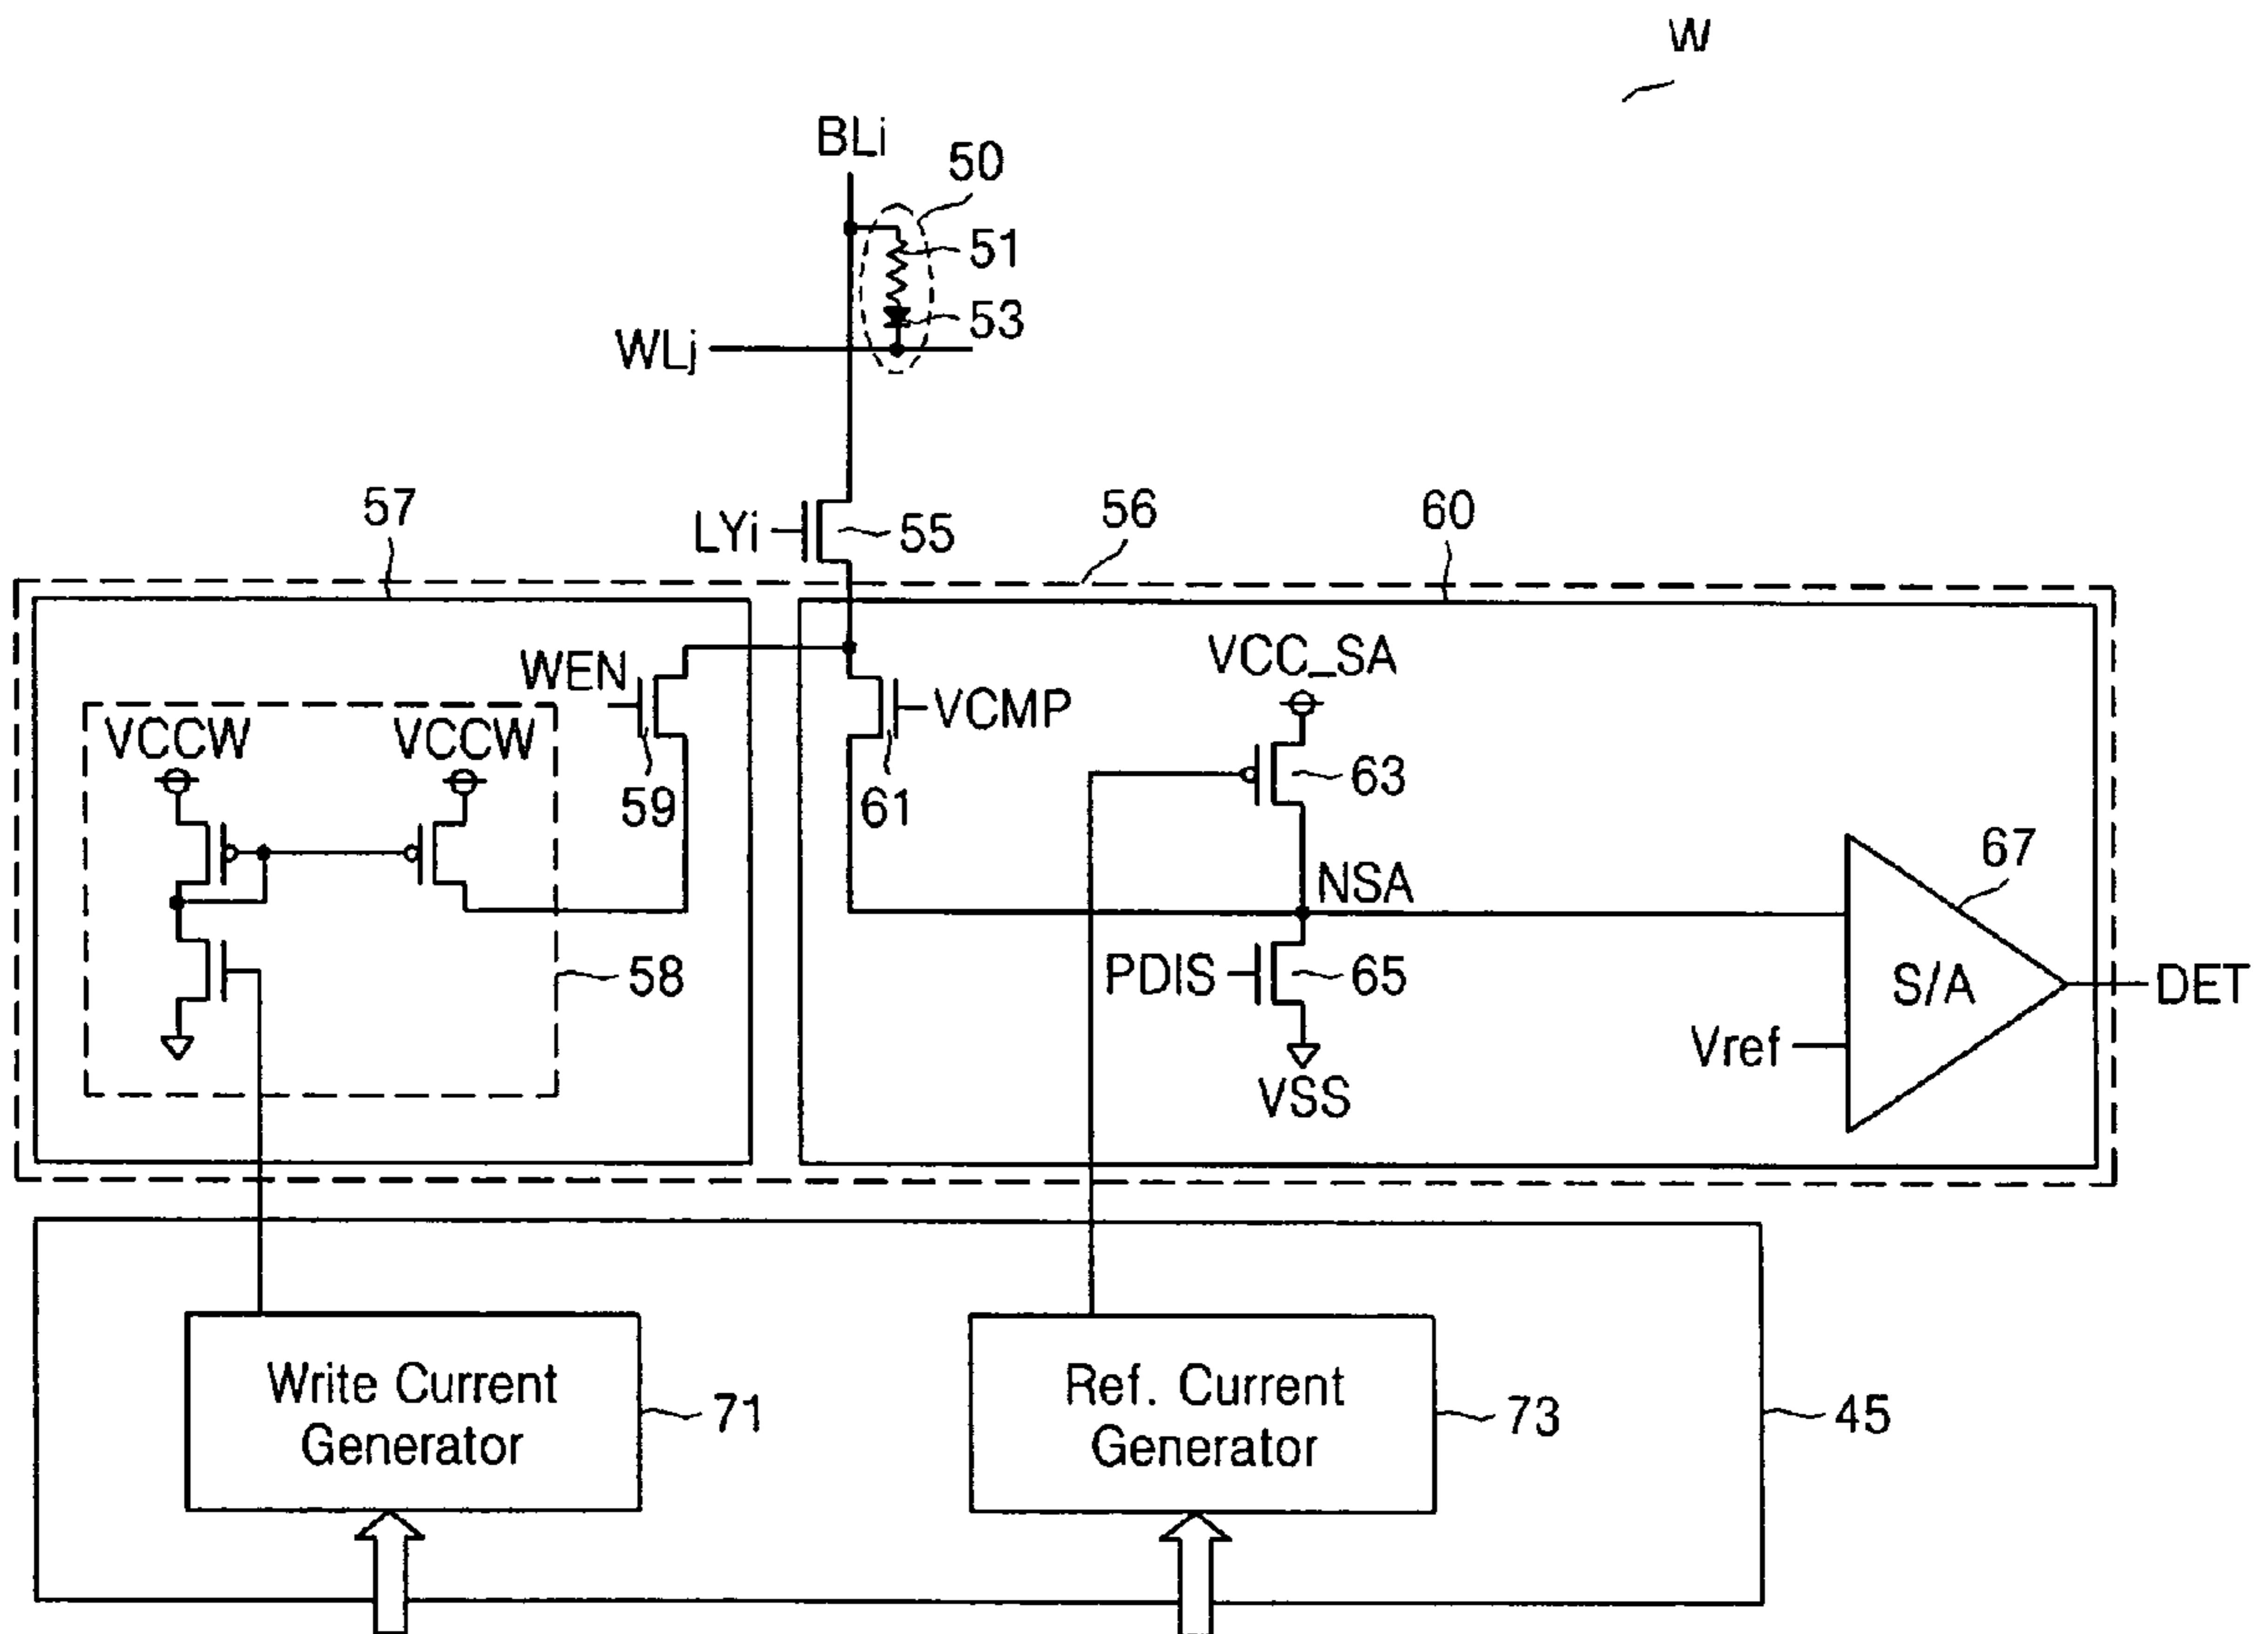 W
BLi
50
51
53
WLj
57
LYi
55
56
60
WEN
VCMP
VCC_SA
VCCW
VCCW
59
61
63
NSA
67
58
PDIS
65
S/A
DET
Vref
VSS
Write Current
Generator
71
Ref. Current
Generator
73
45